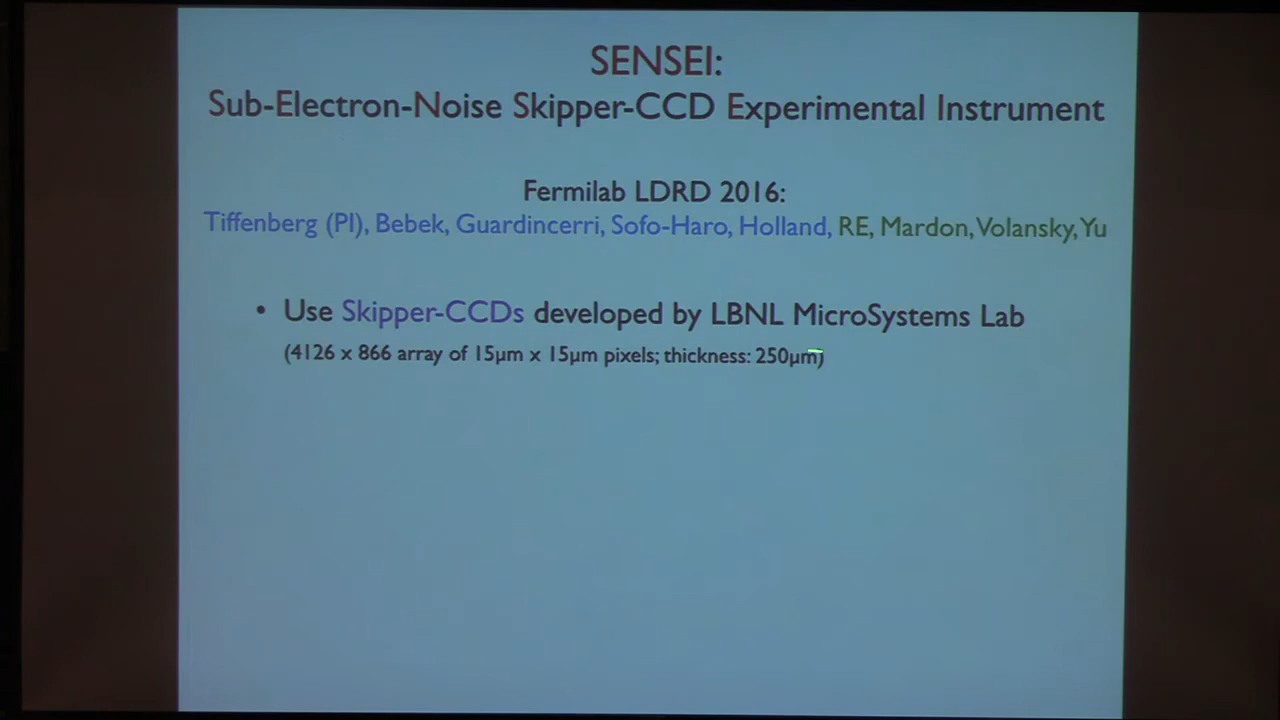 SENSEI:
Sub-Electron-Noise Skipper-CCD Experimental Instrument
Fermilab LDRD 2016:
Tiffenberg (PI), Bebek, Guardincerri, Sofo-Haro, Holland, RE, Mardon, Volansky, Yu
• Use Skipper-CCDs developed by LBNL MicroSystems Lab
(4126 x 866 array of 15μm x 15μm pixels; thickness: 250μm)